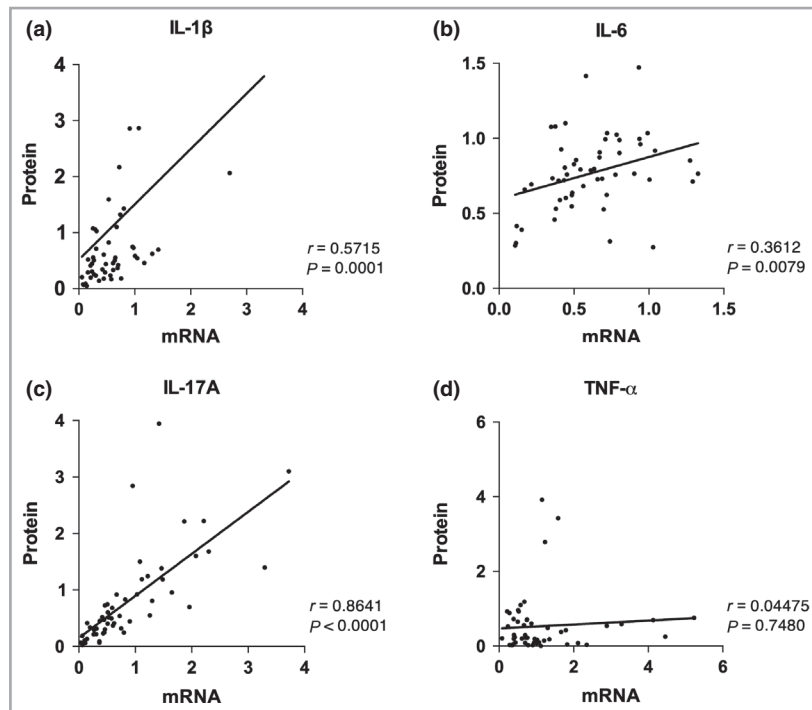 (a)
IL-1β
4
3
2
1
0
Protein
0 1 2 3 4
mRNA
r = 0.5715
P = 0.0001
(b)
IL-6
1.5
1.0
0.5
0.0
Protein
0.0 0.5 1.0 1.5
mRNA
r = 0.3612
P = 0.0079
(c)
IL-17A
4
3
2
1
0
Protein
0 1 2 3 4
mRNA
r = 0.8641
P < 0.0001
(d)
TNF-α
6
4
2
0
Protein
0 2 4 6
mRNA
r = 0.04475
P = 0.7480